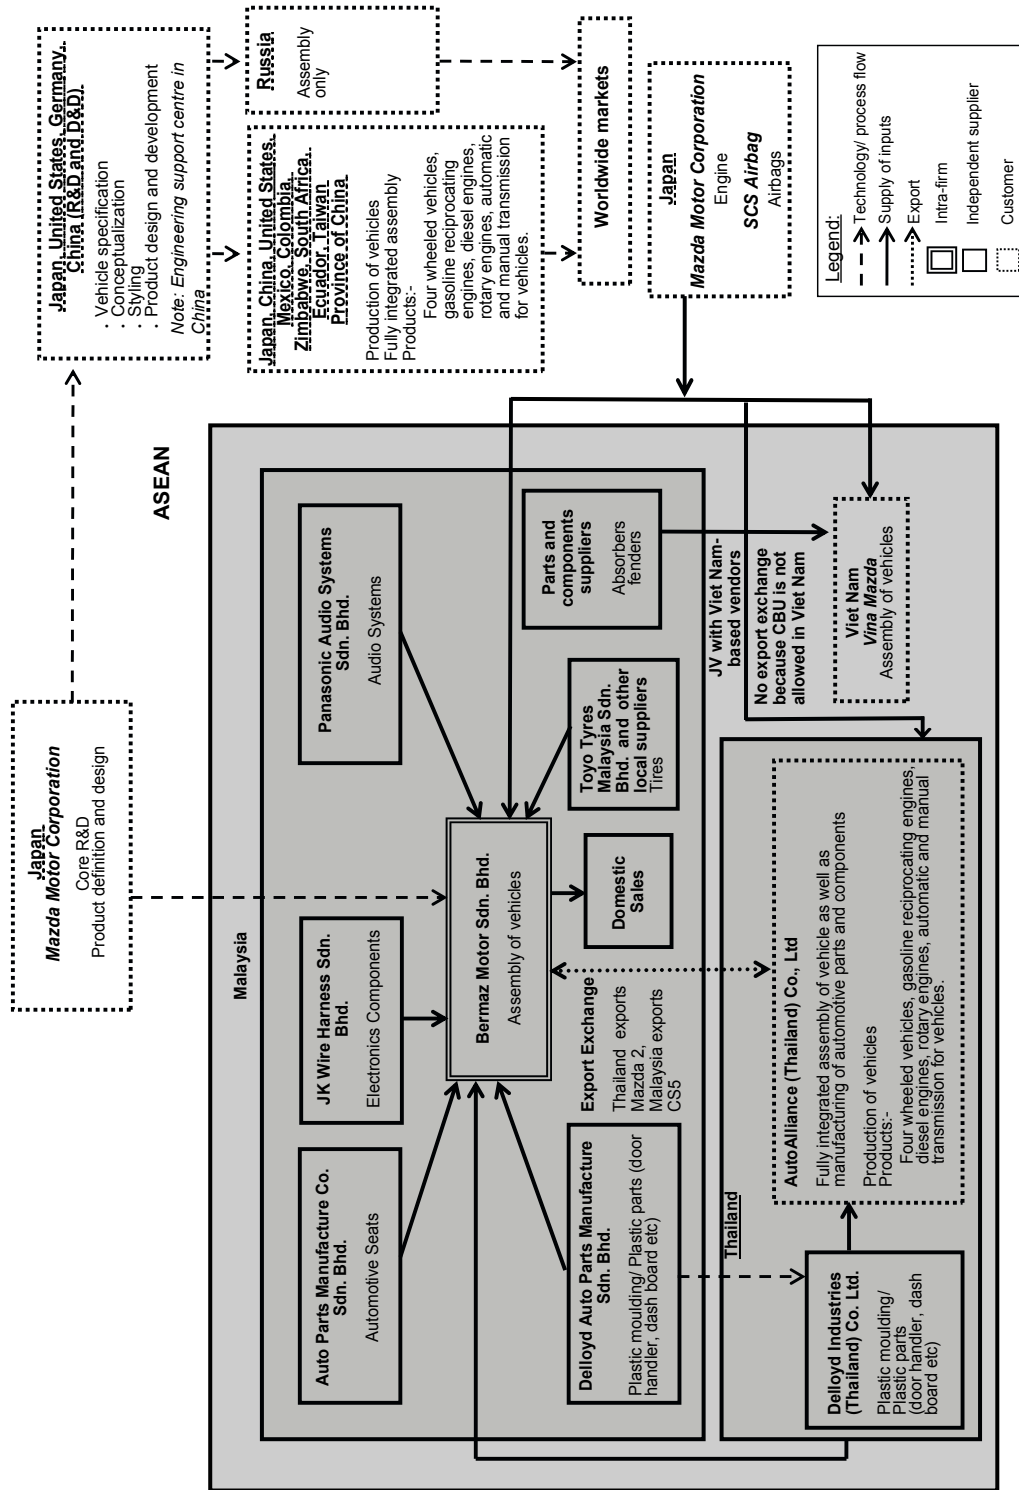 Japan
Mazda Motor Corporation
Core R&D
Product definition and design
Japan, United States, Germany,
China (R&D and D&D)
· Vehicle specification
· Conceptualization
· Styling
· Product design and development
Note: Engineering support centre in
China
Japan, China, United States,
Mexico, Colombia,
Zimbabwe, South Africa,
Ecuador, Taiwan
Province of China
Production of vehicles
Fully integrated assembly
Products:-
Four wheeled vehicles,
gasoline reciprocating
engines, diesel engines,
rotary engines, automatic
and manual transmission
for vehicles.
Russia
Assembly
only
Worldwide markets
Japan
Mazda Motor Corporation
Engine
SCS Airbag
Airbags
ASEAN
Malaysia
Auto Parts Manufacture Co.
Sdn. Bhd.
Automotive Seats
JK Wire Harness Sdn.
Bhd.
Electronics Components
Panasonic Audio Systems
Sdn. Bhd.
Audio Systems
Bermaz Motor Sdn. Bhd.
Assembly of vehicles
Delloyd Auto Parts Manufacture
Sdn. Bhd.
Plastic moulding/ Plastic parts (door
handler, dash board etc)
Export Exchange
Thailand exports
Mazda 2,
Malaysia exports
CS5
Domestic
Sales
Toyo Tyres
Malaysia Sdn.
Bhd. and other
local suppliers
Tires
Parts and
components
suppliers
Absorbers
fenders
JV with Viet Nam-
based vendors
No export exchange
because CBU is not
allowed in Viet Nam
Viet Nam
Vina Mazda
Assembly of vehicles
Thailand
Delloyd Industries
(Thailand) Co. Ltd.
Plastic moulding/
Plastic parts
(door handler, dash
board etc)
AutoAlliance (Thailand) Co., Ltd
Fully integrated assembly of vehicle as well as
manufacturing of automotive parts and components
Production of vehicles
Products:-
Four wheeled vehicles, gasoline reciprocating engines,
diesel engines, rotary engines, automatic and manual
transmission for vehicles.
Legend:
Technology/ process flow
Supply of inputs
Export
Intra-firm
Independent supplier
Customer